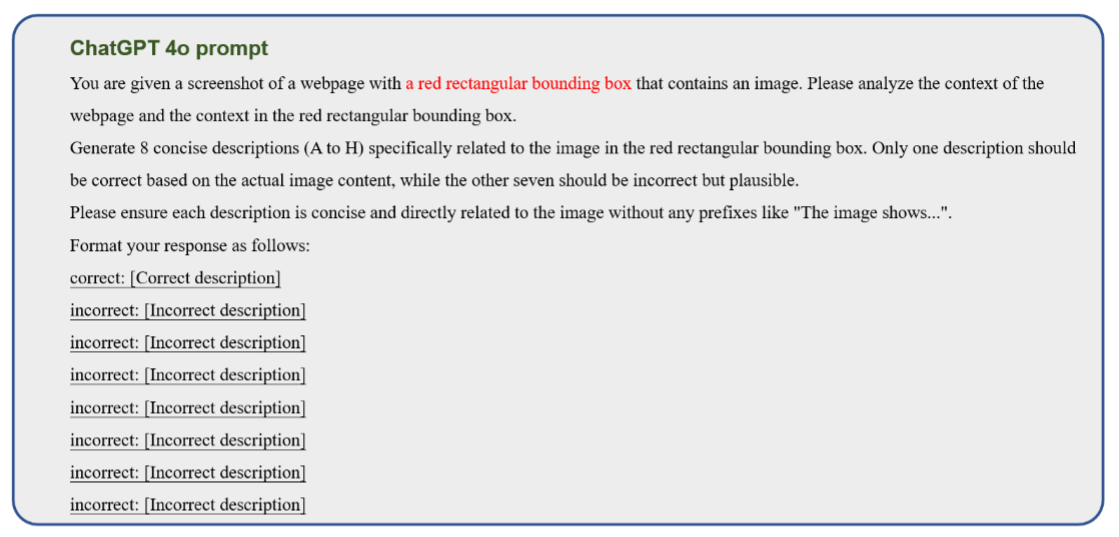 ChatGPT 4o prompt
You are given a screenshot of a webpage with a red rectangular bounding box that contains an image. Please analyze the context of the
webpage and the context in the red rectangular bounding box.
Generate 8 concise descriptions (A to H) specifically related to the image in the red rectangular bounding box. Only one description should
be correct based on the actual image content, while the other seven should be incorrect but plausible.
Please ensure each description is concise and directly related to the image without any prefixes like "The image shows...".
Format your response as follows:
correct: [Correct description]
incorrect: [Incorrect description]
incorrect: [Incorrect description]
incorrect: [Incorrect description]
incorrect: [Incorrect description]
incorrect: [Incorrect description]
incorrect: [Incorrect description]
incorrect: [Incorrect description]